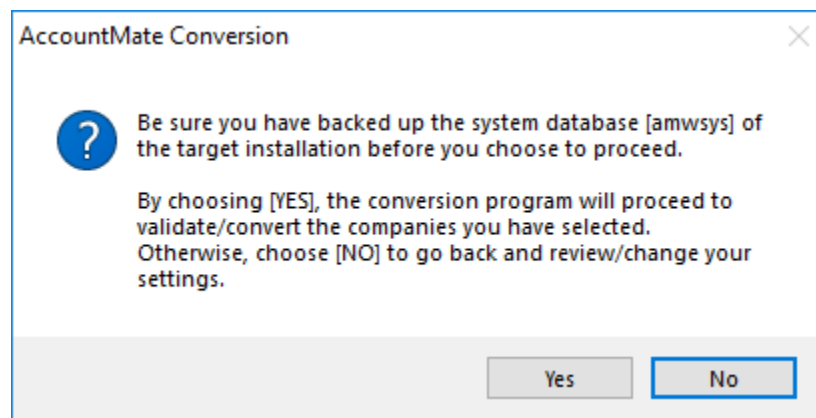 AccountMate Conversion
Be sure you have backed up the system database [amwsys] of
the target installation before you choose to proceed.
By choosing [YES], the conversion program will proceed to
validate/convert the companies you have selected.
Otherwise, choose [NO] to go back and review/change your
settings.
Yes
No